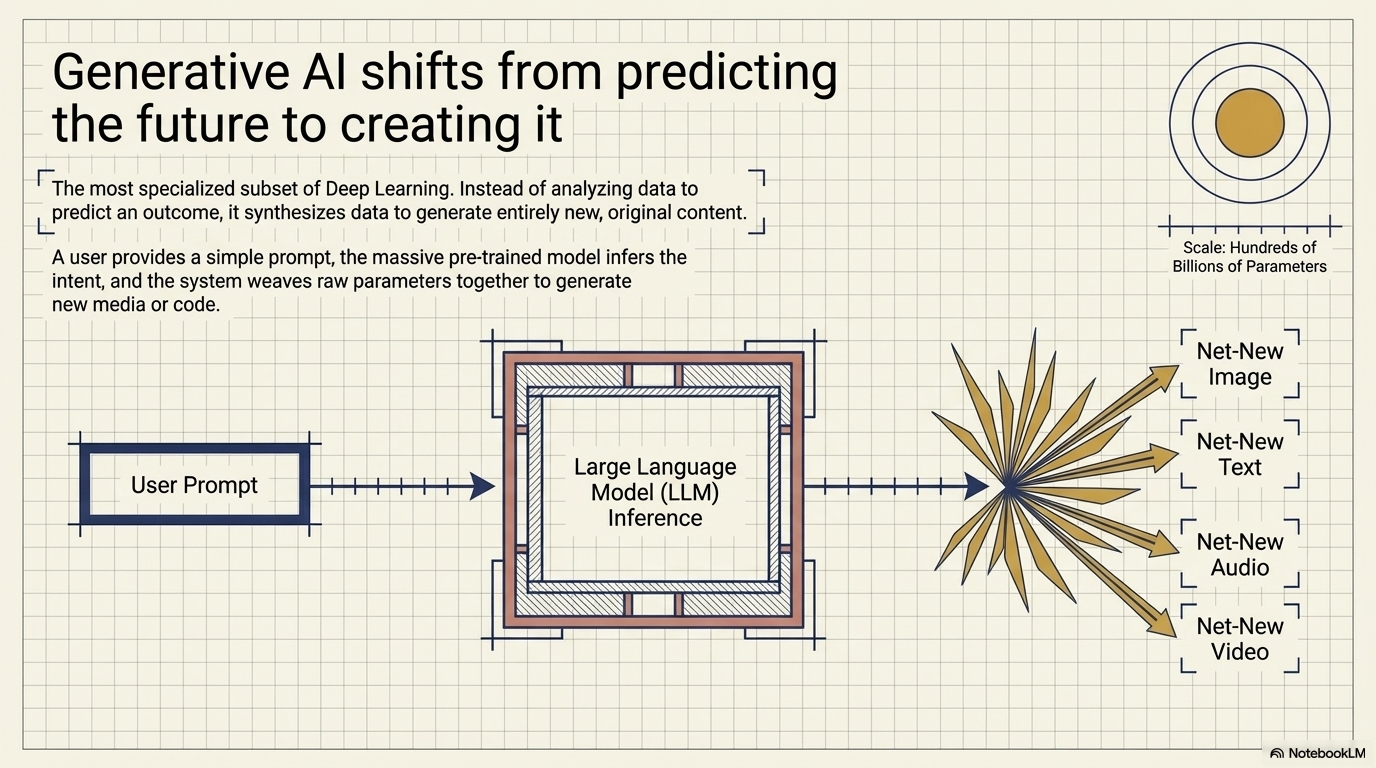 Generative AI shifts from predicting
the future to creating it
The most specialized subset of Deep Learning. Instead of analyzing data to
predict an outcome, it synthesizes data to generate entirely new, original content.
A user provides a simple prompt, the massive pre-trained model infers the
intent, and the system weaves raw parameters together to generate
new media or code.
Scale: Hundreds of
Billions of Parameters
User Prompt
Large Language
Model (LLM)
Inference
Net-New
Image
Net-New
Text
Net-New
Audio
Net-New
Video
NotebookLM